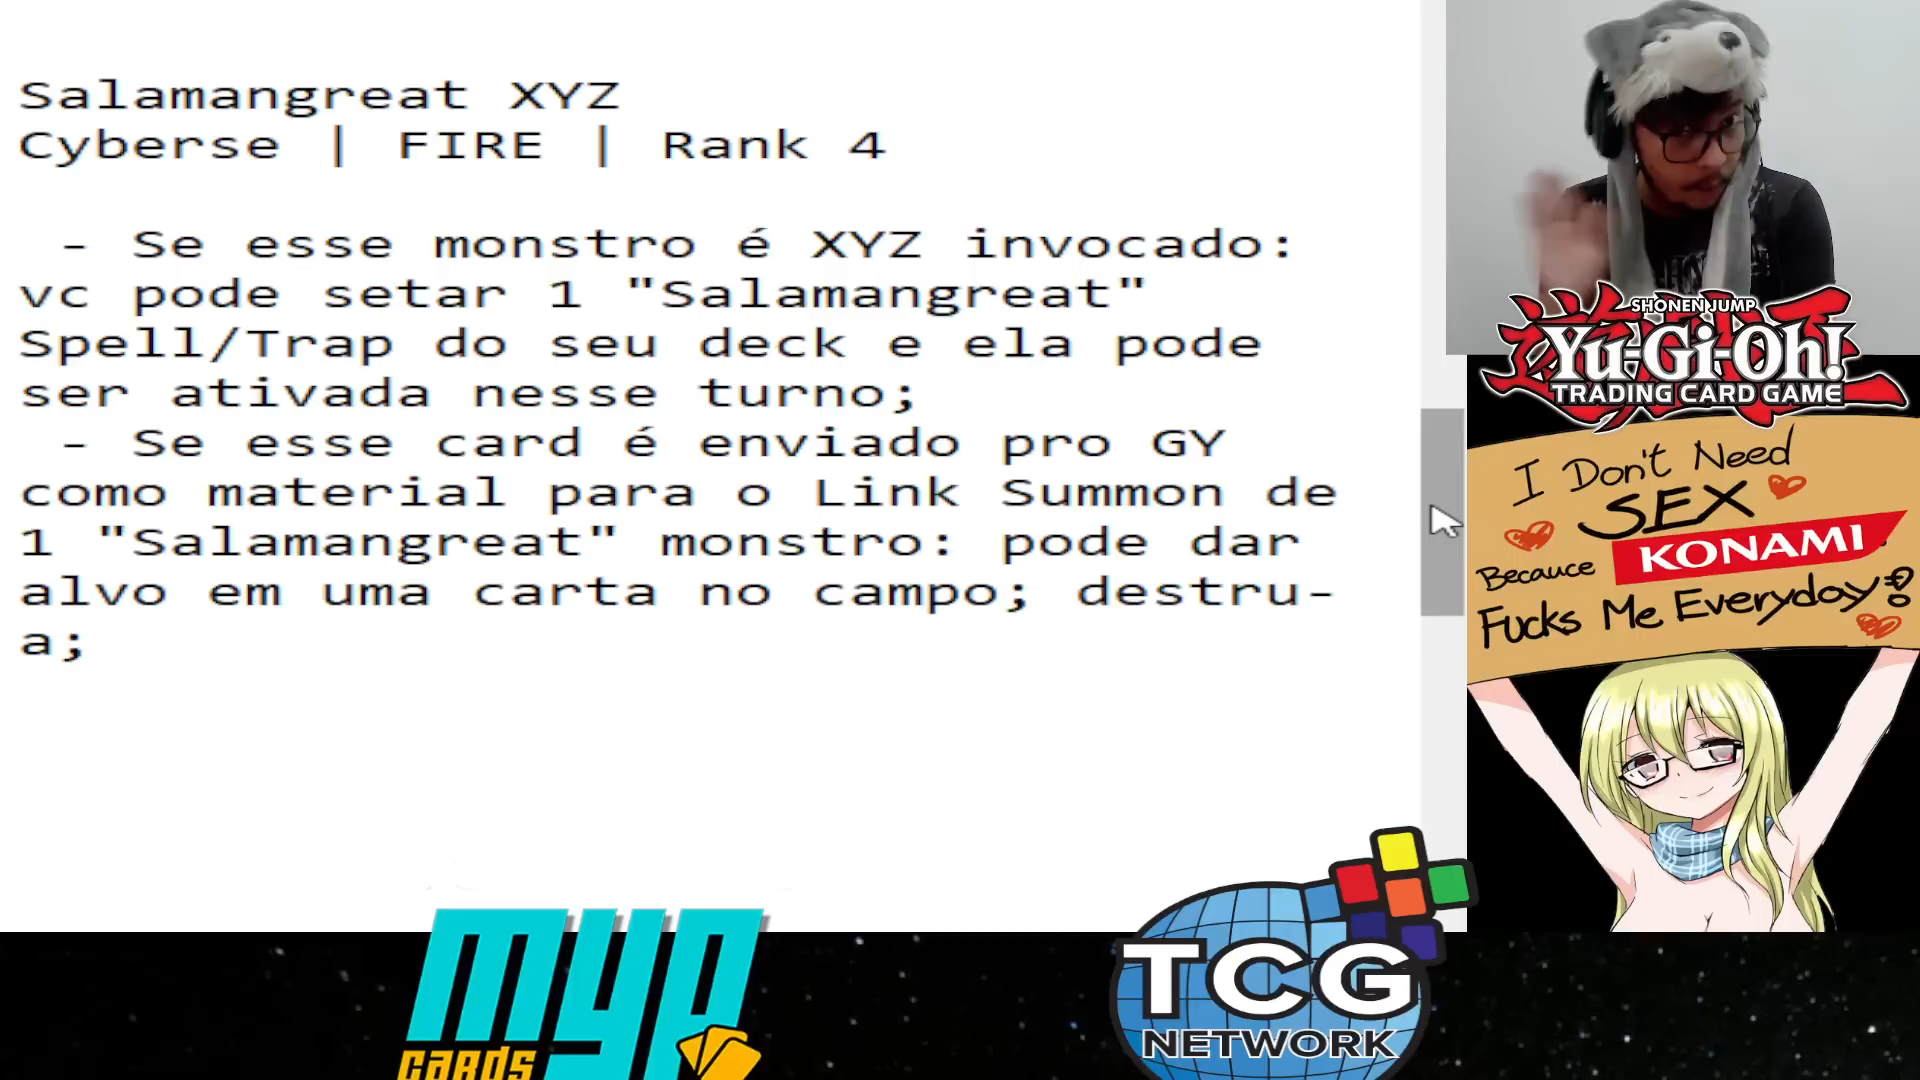 Salamangreat XYZ
Cyberse | FIRE | Rank 4
- Se esse monstro é XYZ invocado:
vc pode setar 1 "Salamangreat"
Spell/Trap do seu deck e ela pode
ser ativada nesse turno;
- Se esse card é enviado pro GY
como material para o Link Summon de
1 "Salamangreat" monstro: pode dar
alvo em uma carta no campo; destru-
a;
SHONEN JUMP
Yu-Gi-Oh!
TRADING CARD GAME
I Don't Need
SEX
Becauce KONAMI
Fucks Me Everyday!
myp
cards
TCG
NETWORK